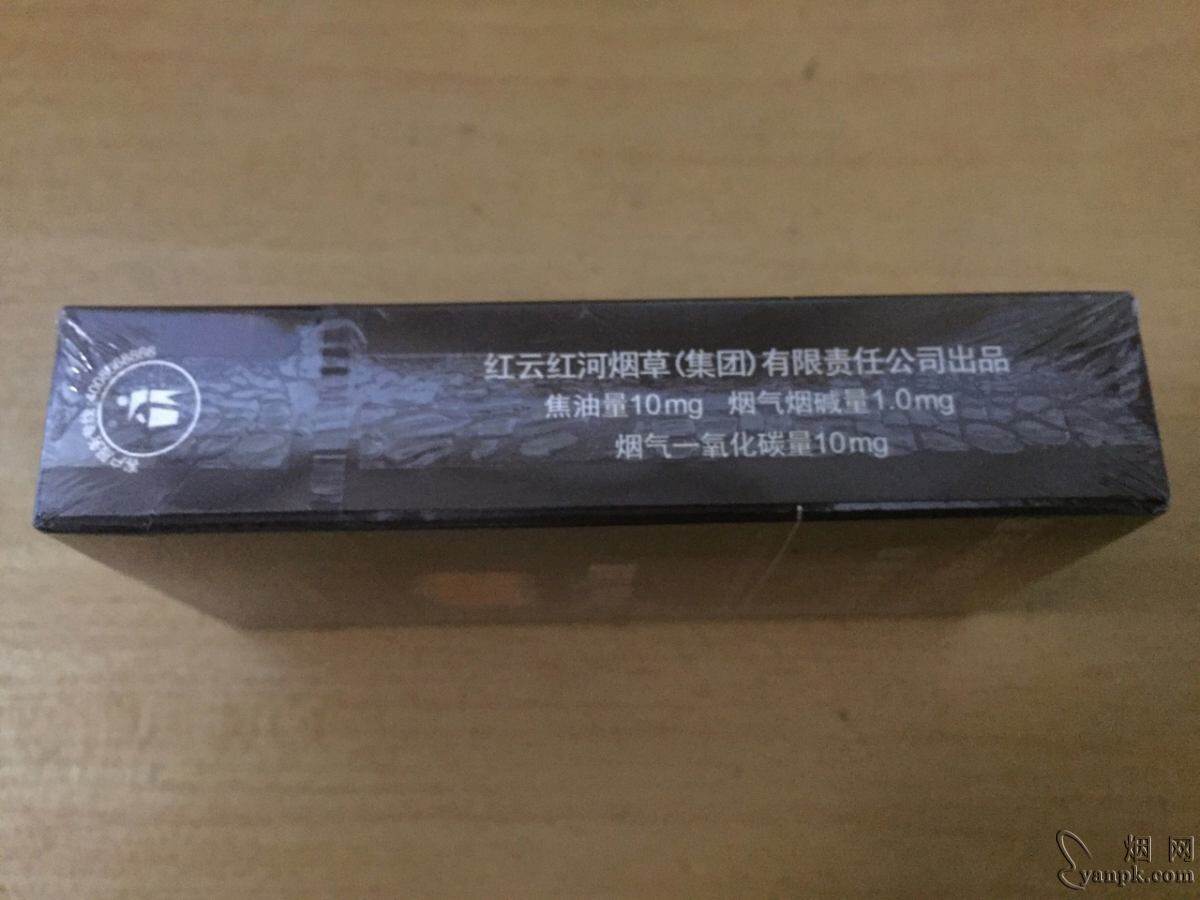 红云红河烟草(集团)有限责任公司出品
焦油量10mg 烟气烟碱量1.0mg
烟气一氧化碳量10mg
烟网
yanpk.com